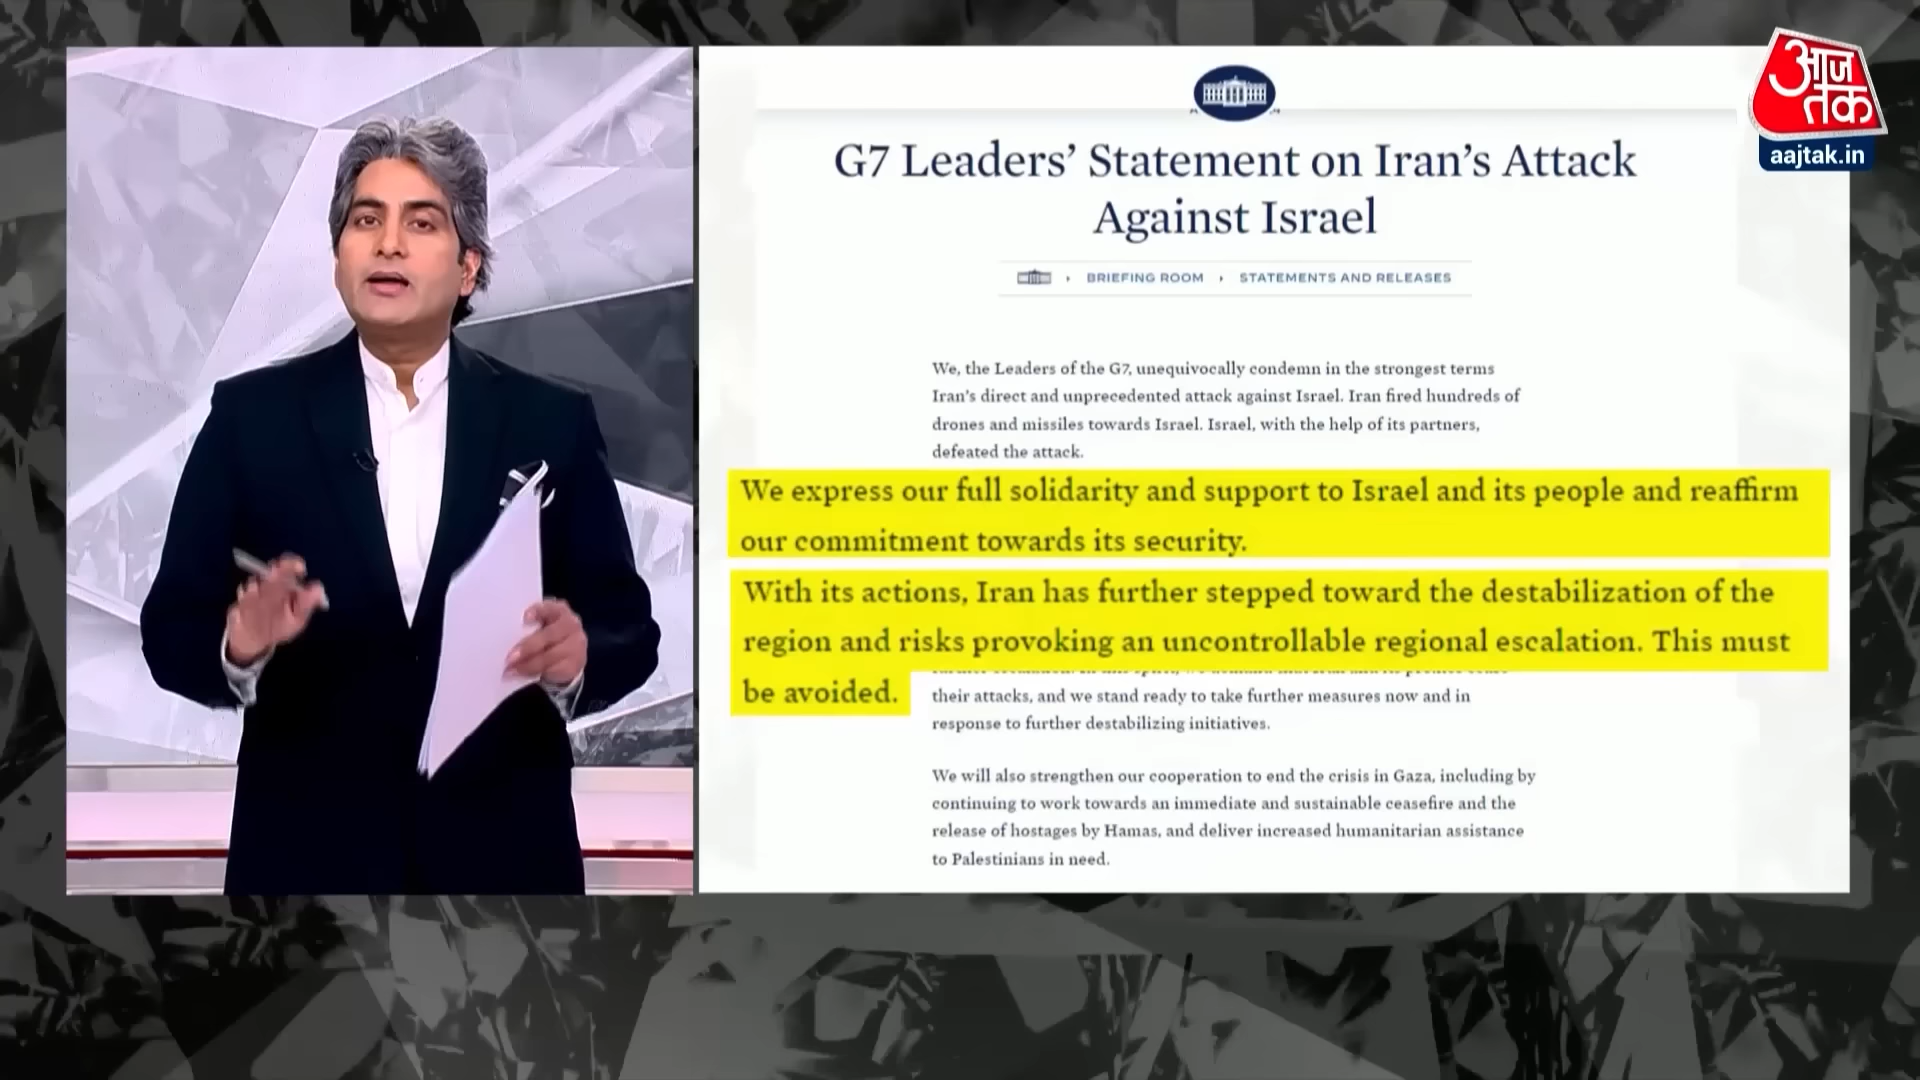 आज
तक
aajtak.in
G7 Leaders’ Statement on Iran’s Attack
Against Israel
BRIEFING ROOM
STATEMENTS AND RELEASES
We, the Leaders of the G7, unequivocally condemn in the strongest terms
Iran’s direct and unprecedented attack against Israel. Iran fired hundreds of
drones and missiles towards Israel. Israel, with the help of its partners,
defeated the attack.
We express our full solidarity and support to Israel and its people and reaffirm
our commitment towards its security.
With its actions, Iran has further stepped toward the destabilization of the
region and risks provoking an uncontrollable regional escalation. This must
be avoided.
their attacks, and we stand ready to take further measures now and in
response to further destabilizing initiatives.
We will also strengthen our cooperation to end the crisis in Gaza, including by
continuing to work towards an immediate and sustainable ceasefire and the
release of hostages by Hamas, and deliver increased humanitarian assistance
to Palestinians in need.